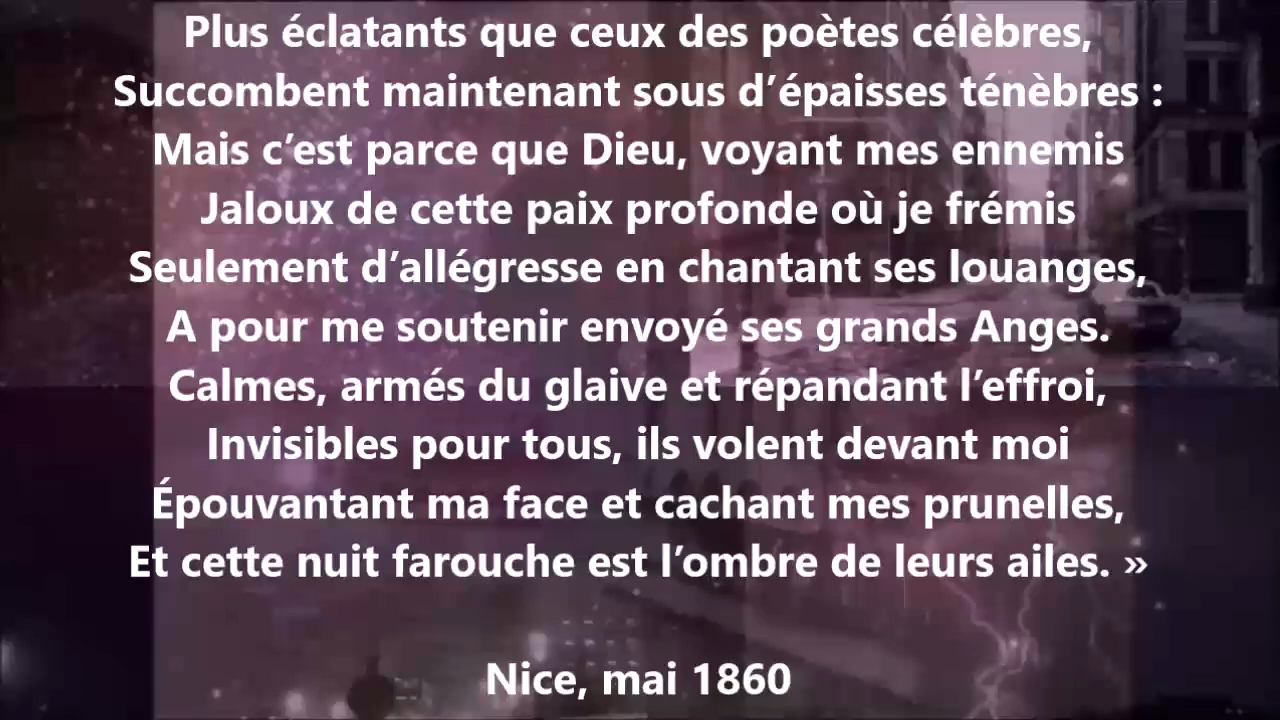 Plus éclatants que ceux des poètes célèbres,
Succombent maintenant sous d’épaisses ténèbres :
Mais c’est parce que Dieu, voyant mes ennemis
Jaloux de cette paix profonde où je frémis
Seulement d’allégresse en chantant ses louanges,
A pour me soutenir envoyé ses grands Anges.
Calmes, armés du glaive et répandant l’effroi,
Invisibles pour tous, ils volent devant moi
Épouvantant ma face et cachant mes prunelles,
Et cette nuit farouche est l’ombre de leurs ailes. »
Nice, mai 1860